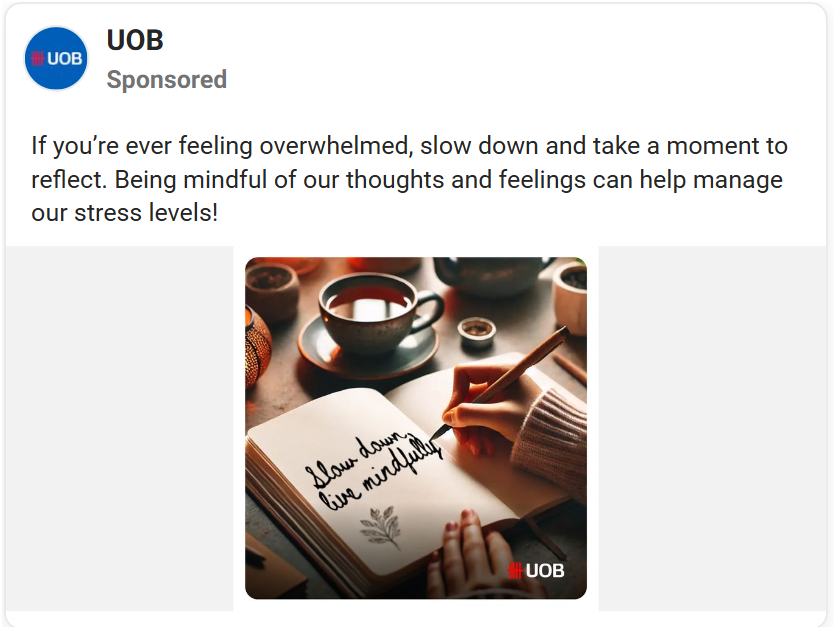 UOB
UOB
Sponsored
If you’re ever feeling overwhelmed, slow down and take a moment to
reflect. Being mindful of our thoughts and feelings can help manage
our stress levels!
Slow down,
live mindfully
UOB